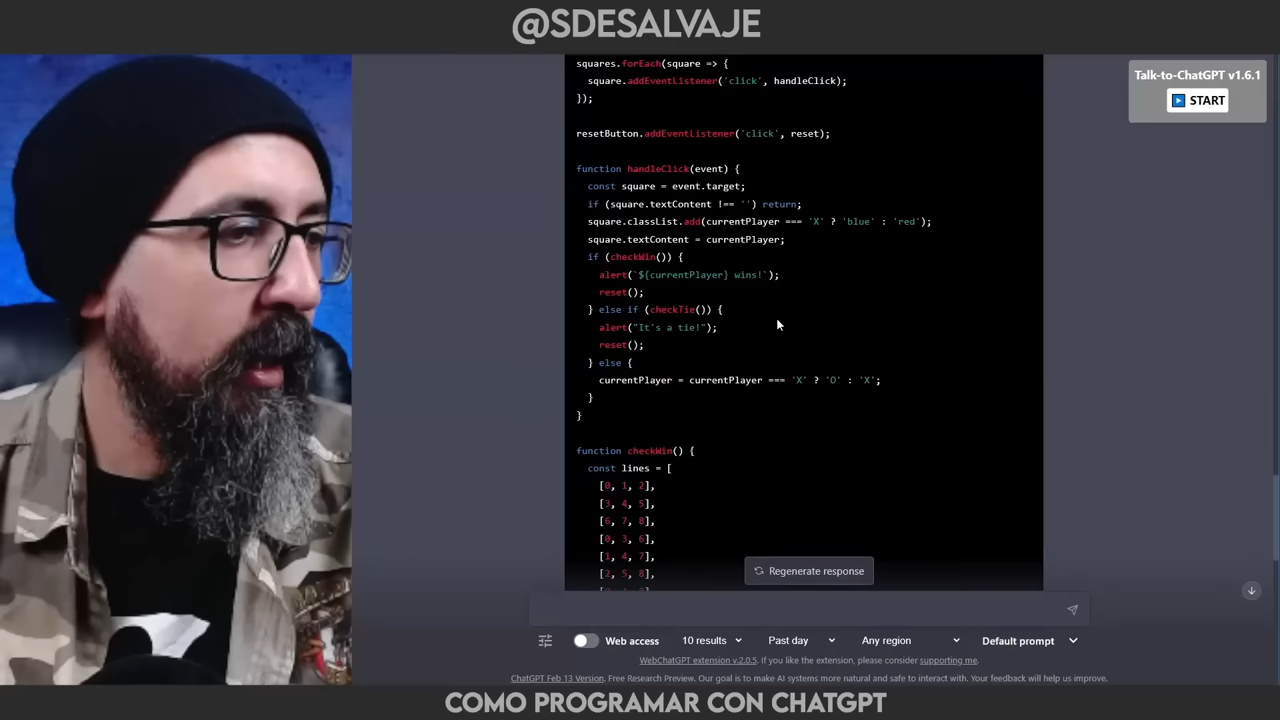 @SDESALVAJE
squares.forEach(square => {
square.addEventListener('click', handleClick);
});
resetButton.addEventListener('click', reset);
function handleClick(event) {
const square = event.target;
if (square.textContent !== '') return;
square.classList.add(currentPlayer === 'X' ? 'blue' : 'red');
square.textContent = currentPlayer;
if (checkWin()) {
alert(`${currentPlayer} wins!`);
reset();
} else if (checkTie()) {
alert("It's a tie!");
reset();
} else {
currentPlayer = currentPlayer === 'X' ? 'O' : 'X';
}
}
function checkWin() {
const lines = [
[0, 1, 2],
[3, 4, 5],
[6, 7, 8],
[0, 3, 6],
[1, 4, 7],
[2, 5, 8],
Talk-to-ChatGPT v1.6.1
START
Regenerate response
Web access 10 results Past day Any region Default prompt
WebChatGPT extension v.2.0.5. If you like the extension, please consider supporting me.
ChatGPT Feb 13 Version. Free Research Preview. Our goal is to make AI systems more natural and safe to interact with. Your feedback will help us improve.
COMO PROGRAMAR CON CHATGPT